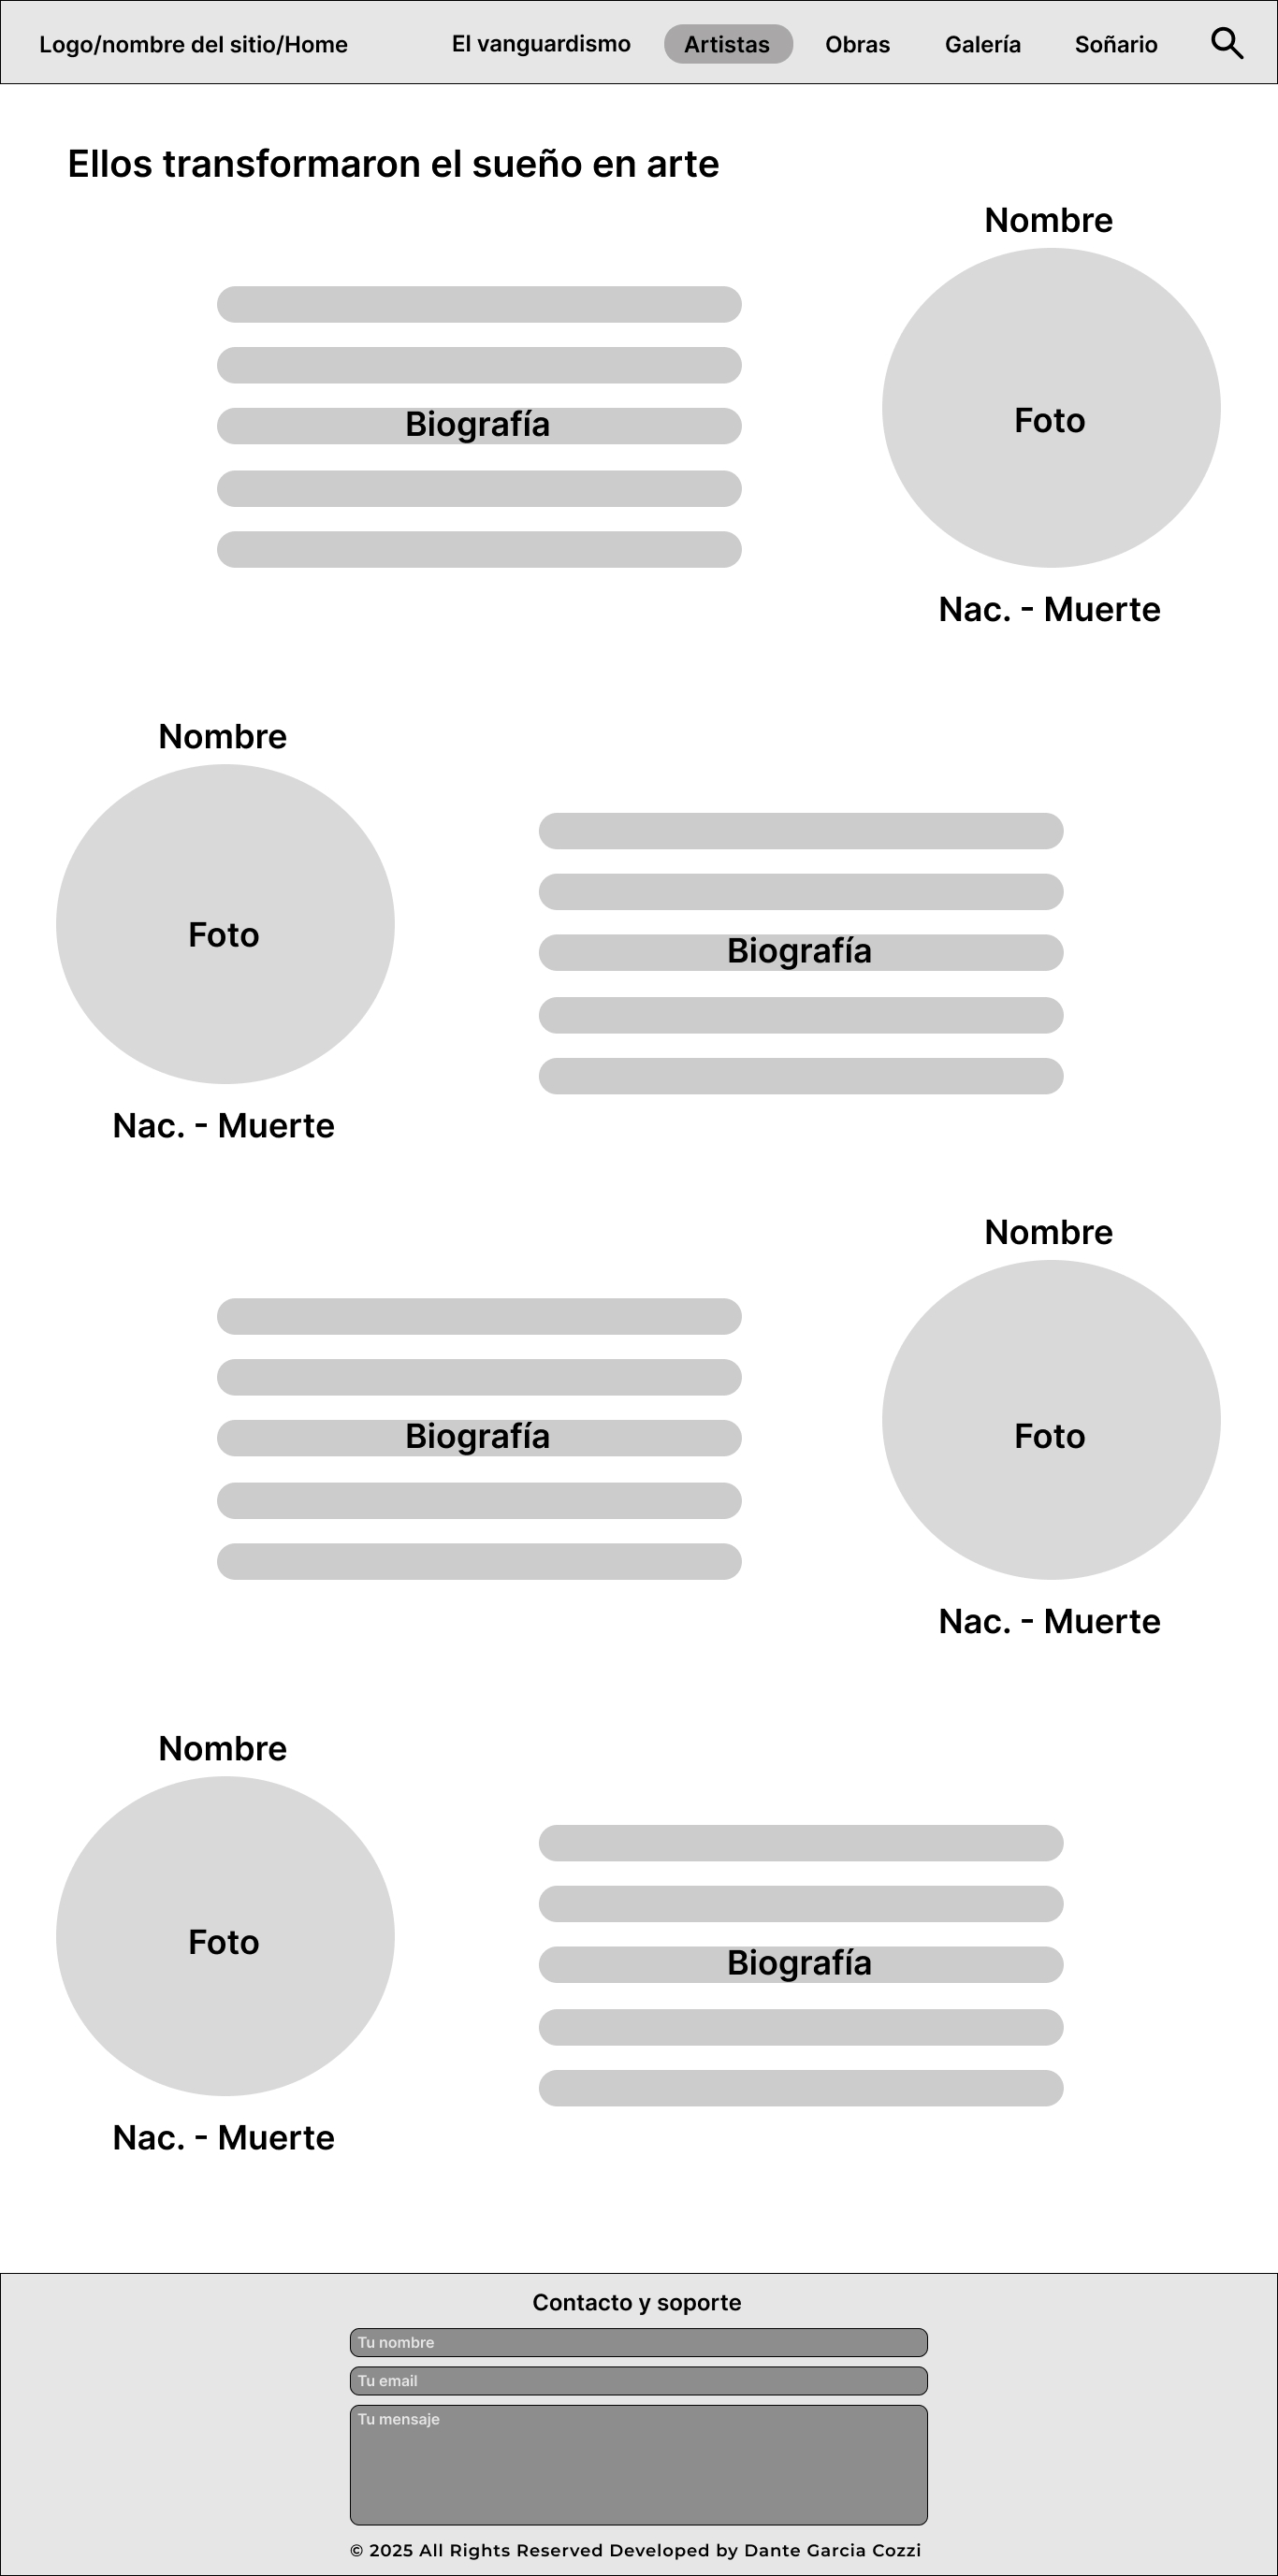 Logo/nombre del sitio/Home
El vanguardismo
Artistas
Obras
Galería
Soñario
Ellos transformaron el sueño en arte
Nombre
Biografía
Foto
Nac. - Muerte
Nombre
Foto
Biografía
Nac. - Muerte
Nombre
Biografía
Foto
Nac. - Muerte
Nombre
Foto
Biografía
Nac. - Muerte
Contacto y soporte
Tu nombre
Tu email
Tu mensaje
© 2025 All Rights Reserved Developed by Dante Garcia Cozzi